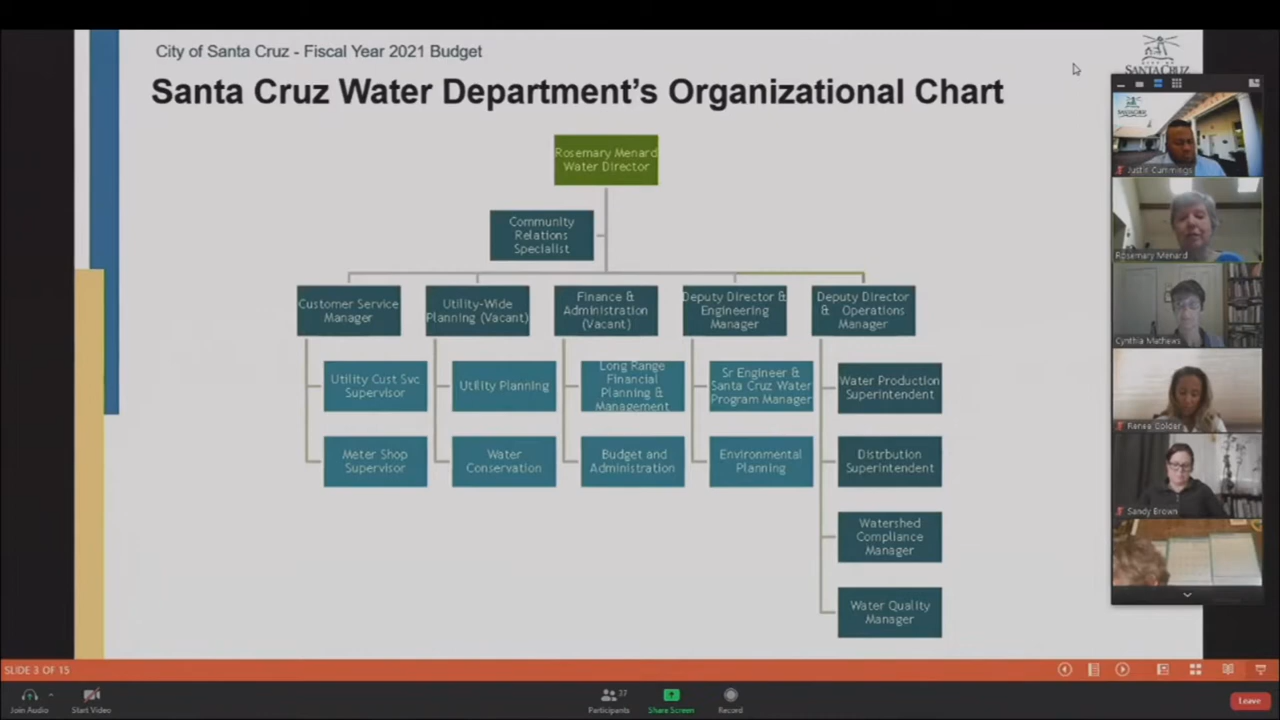 City of Santa Cruz - Fiscal Year 2021 Budget
Santa Cruz Water Department's Organizational Chart
CITY OF
SANTA CRUZ
Rosemary Menard
Water Director
Community
Relations
Specialist
Customer Service
Manager
Utility-Wide
Planning (Vacant)
Finance &
Administration
(Vacant)
Deputy Director &
Engineering
Manager
Deputy Director
& Operations
Manager
Utility Cust Svc
Supervisor
Utility Planning
Long Range
Financial
Planning &
Management
Sr Engineer &
Santa Cruz Water
Program Manager
Water Production
Superintendent
Meter Shop
Supervisor
Water
Conservation
Budget and
Administration
Environmental
Planning
Distrbution
Superintendent
Watershed
Compliance
Manager
Water Quality
Manager
Justin Cummings
Rosemary Menard
Cynthia Mathews
Renee Golder
Sandy Brown
SLIDE 3 OF 15
Join Audio
Start Video
Participants
Share Screen
Record
Leave